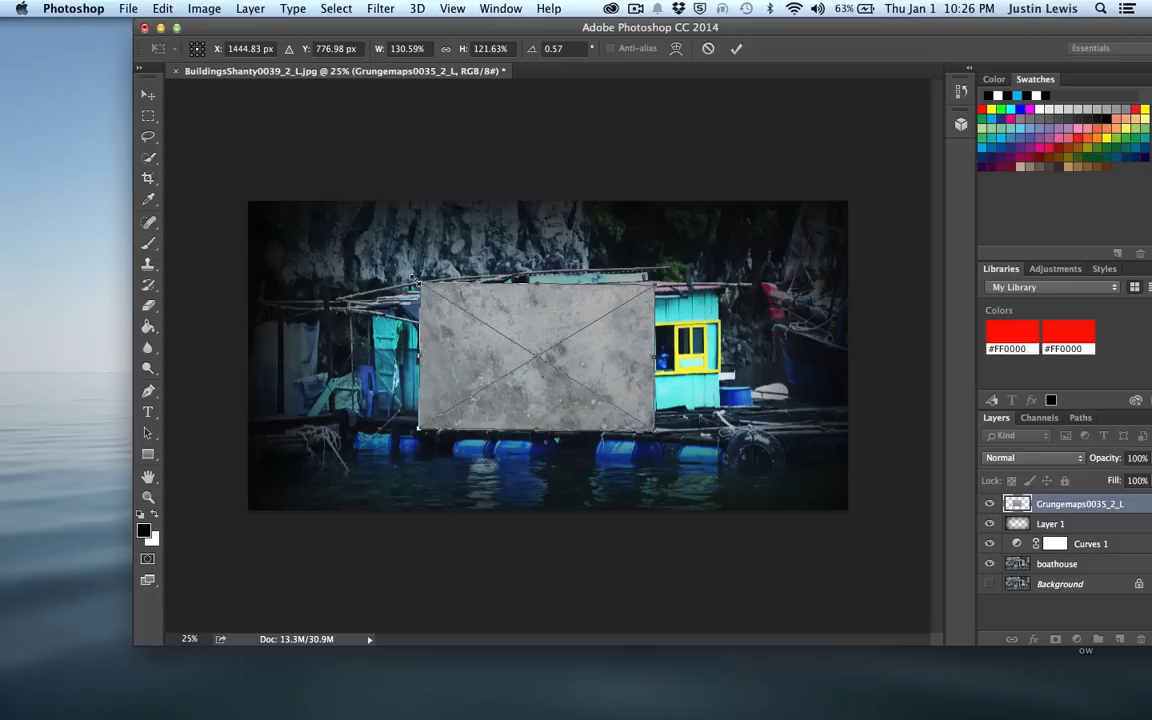 Photoshop File Edit Image Layer Type Select Filter 3D View Window Help 63% Thu Jan 1 10:26 PM Justin Lewis
Adobe Photoshop CC 2014
X: 1444.83 px Y: 776.98 px W: 130.59% H: 121.63% 0.57 ° Anti-alias Essentials
BuildingsShanty0039_2_L.jpg @ 25% (Grungemaps0035_2_L, RGB/8#) *
Color Swatches
Libraries Adjustments Styles
My Library
Colors
#FF0000 #FF0000
Layers Channels Paths
Kind
Normal Opacity: 100%
Lock: Fill: 100%
Grungemaps0035_2_L
Layer 1
Curves 1
boathouse
Background
25% Doc: 13.3M/30.9M
ow